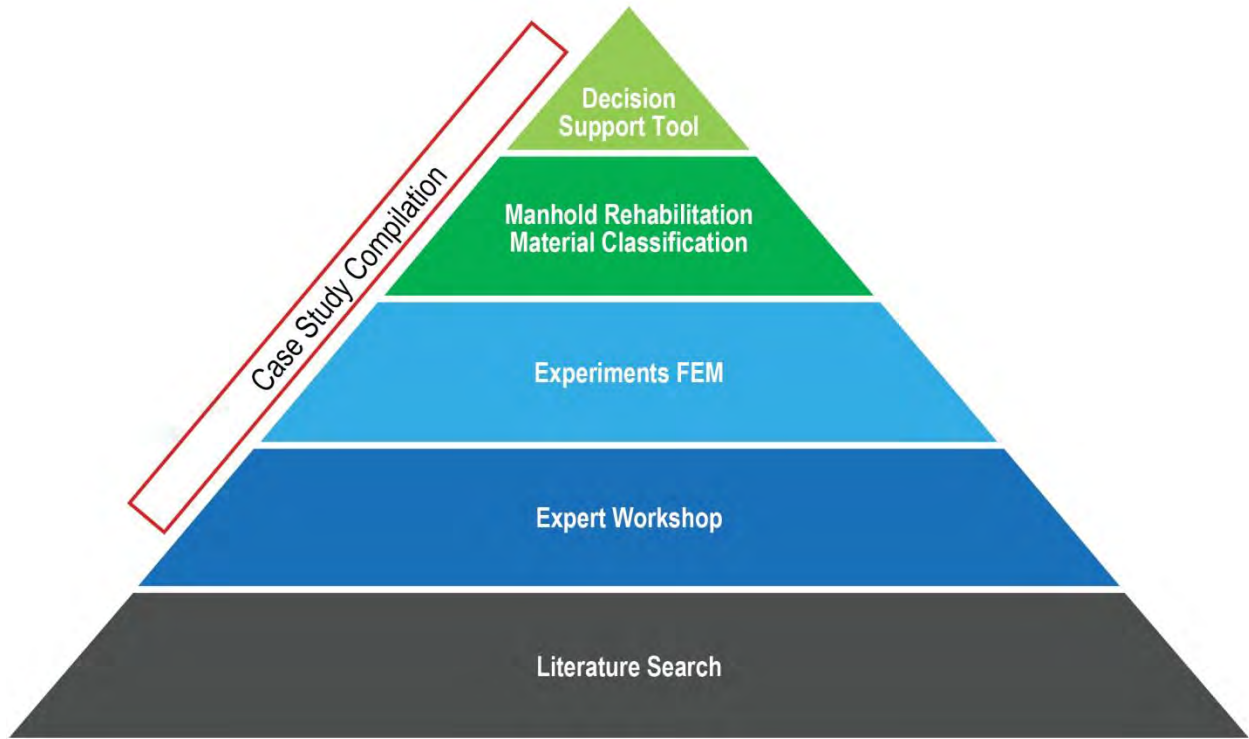 Decision
Support Tool
Case Study Compilation
Manhold Rehabilitation
Material Classification
Experiments FEM
Expert Workshop
Literature Search